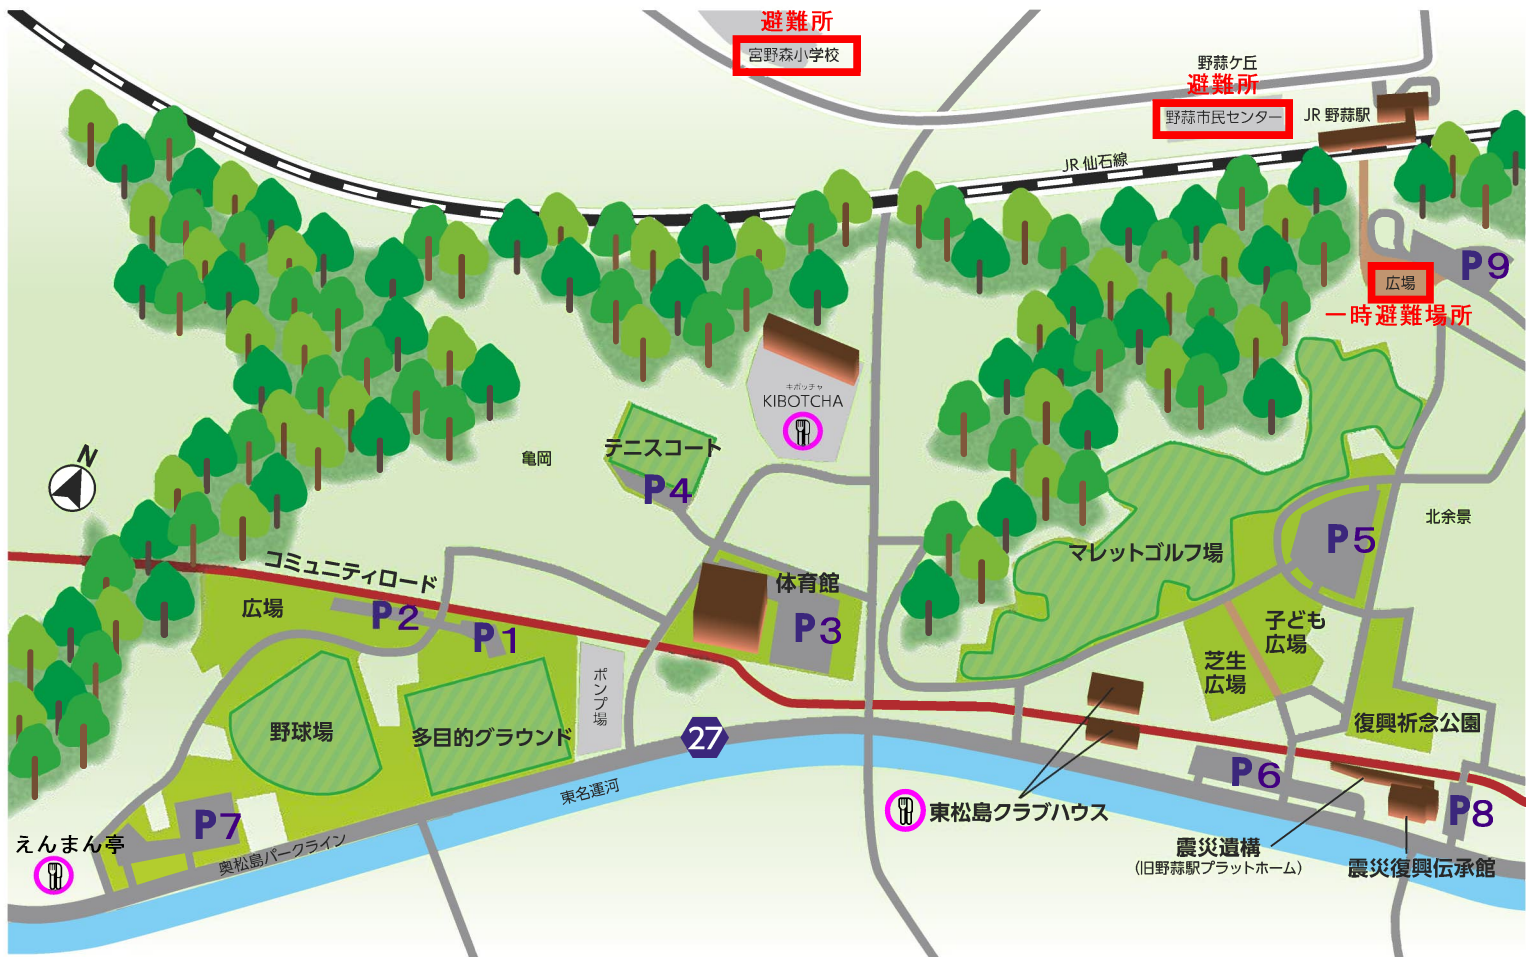 避難所
宮野森小学校
野蒜ケ丘
避難所
野蒜市民センター
JR 野蒜駅
JR 仙石線
P9
広場
一時避難場所
キボッチャ
KIBOTCHA
テニスコート
P4
亀岡
N
北余景
P5
マレットゴルフ場
コミュニティロード
体育館
P3
広場
P2
P1
子ども
広場
芝生
広場
ポンプ場
野球場
多目的グラウンド
27
復興祈念公園
P6
P8
東名運河
東松島クラブハウス
P7
えんまん亭
奥松島パークライン
震災遺構
(旧野蒜駅プラットホーム)
震災復興伝承館